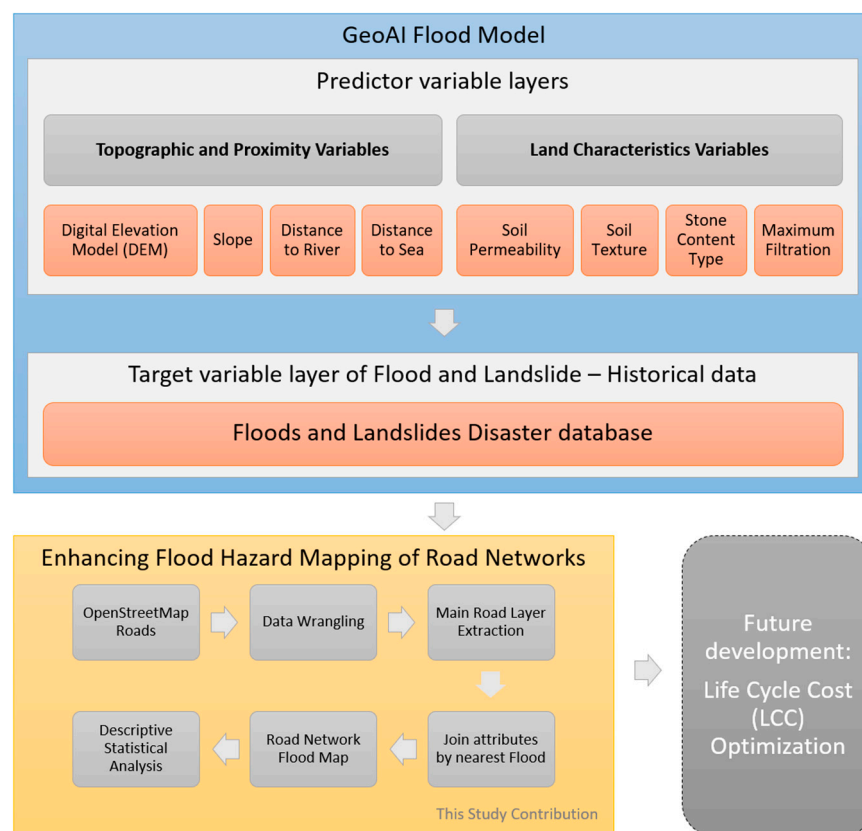 GeoAI Flood Model
Predictor variable layers
Topographic and Proximity Variables
Land Characteristics Variables
Digital Elevation
Model (DEM)
Slope
Distance
to River
Distance
to Sea
Soil
Permeability
Soil
Texture
Stone
Content
Type
Maximum
Filtration
Target variable layer of Flood and Landslide – Historical data
Floods and Landslides Disaster database
Enhancing Flood Hazard Mapping of Road Networks
OpenStreetMap
Roads
Data Wrangling
Main Road Layer
Extraction
Descriptive
Statistical
Analysis
Road Network
Flood Map
Join attributes
by nearest Flood
This Study Contribution
Future
development:
Life Cycle Cost
(LCC)
Optimization